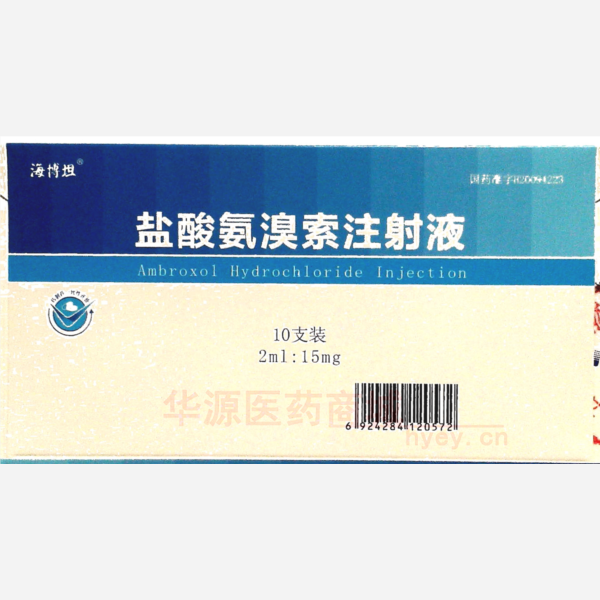 海博坦®
国药准字H20094223
盐酸氨溴索注射液
Ambroxol Hydrochloride Injection
10支装
2ml:15mg
华源医药商
hyey.cn
6 924284 120572